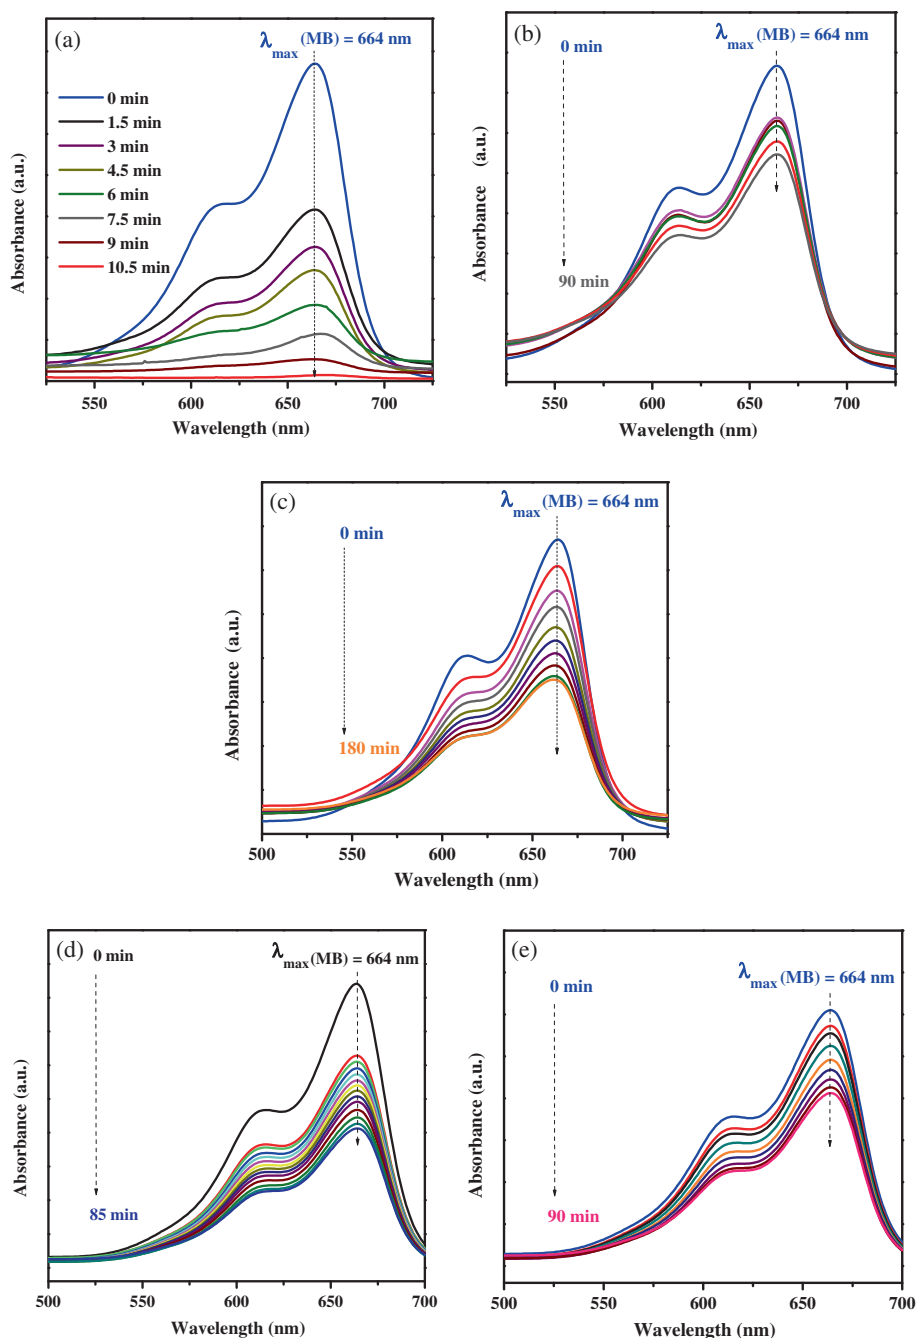 (a)
λmax (MB) = 664 nm
0 min
1.5 min
3 min
4.5 min
6 min
7.5 min
9 min
10.5 min
Absorbance (a.u.)
550 600 650 700
Wavelength (nm)
(b)
λmax (MB) = 664 nm
0 min
90 min
Absorbance (a.u.)
550 600 650 700
Wavelength (nm)
(c)
λmax (MB) = 664 nm
0 min
180 min
Absorbance (a.u.)
500 550 600 650 700
Wavelength (nm)
(d)
λmax (MB) = 664 nm
0 min
85 min
Absorbance (a.u.)
500 550 600 650 700
Wavelength (nm)
(e)
λmax (MB) = 664 nm
0 min
90 min
Absorbance (a.u.)
500 550 600 650 700
Wavelength (nm)